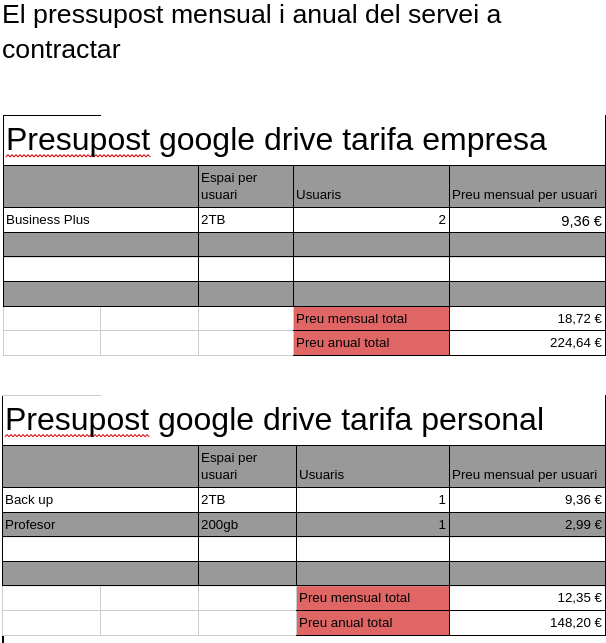 El pressupost mensual i anual del servei a
contractar
Presupost google drive tarifa empresa
Espai per
usuari Usuaris Preu mensual per usuari
Business Plus 2TB 2 9,36 €
Preu mensual total 18,72 €
Preu anual total 224,64 €
Presupost google drive tarifa personal
Espai per
usuari Usuaris Preu mensual per usuari
Back up 2TB 1 9,36 €
Profesor 200gb 1 2,99 €
Preu mensual total 12,35 €
Preu anual total 148,20 €